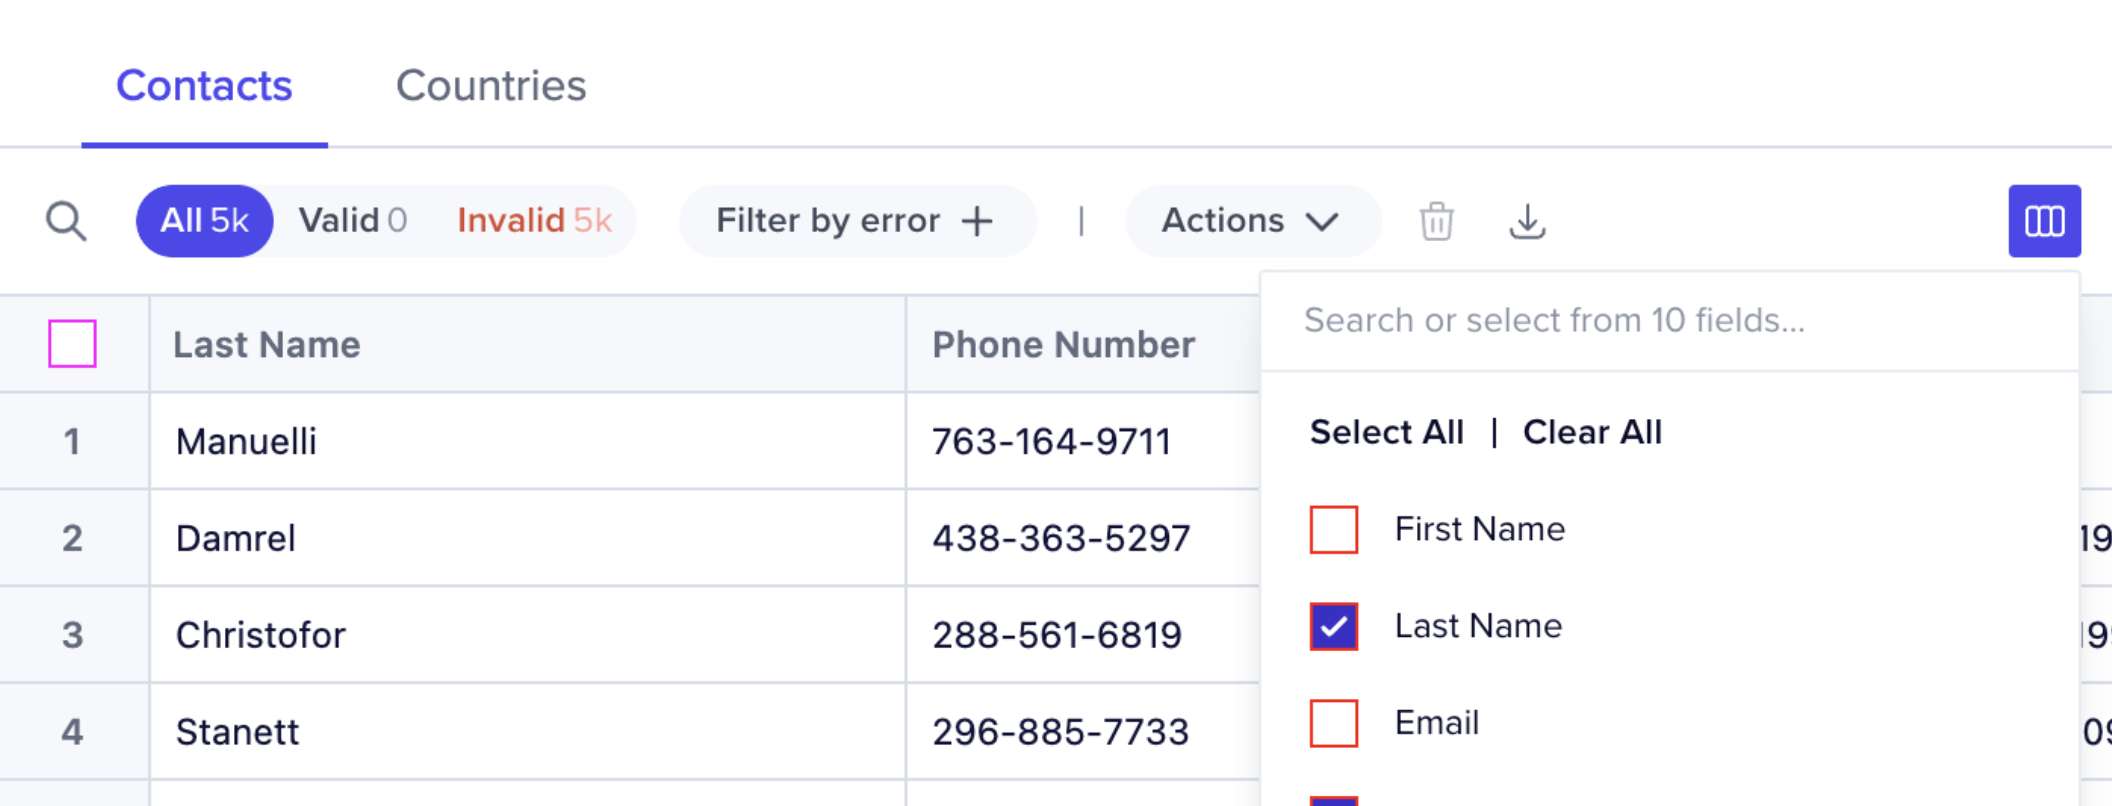 Contacts Countries
All 5k Valid 0 Invalid 5k Filter by error + | Actions
Last Name Phone Number
Search or select from 10 fields...
Select All | Clear All
1 Manuelli 763-164-9711
First Name
2 Damrel 438-363-5297
Last Name
3 Christofor 288-561-6819
Email
4 Stanett 296-885-7733